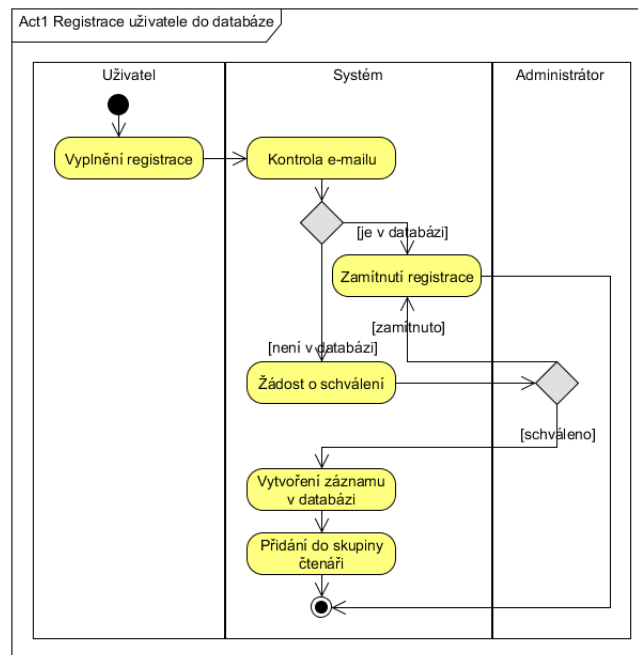 Act1 Registrace uživatele do databáze
Uživatel
Systém
Administrátor
Vyplnění registrace
Kontrola e-mailu
[je v databázi]
Zamítnutí registrace
[zamítnuto]
[není v databázi]
Žádost o schválení
[schváleno]
Vytvoření záznamu
v databázi
Přidání do skupiny
čtenáři